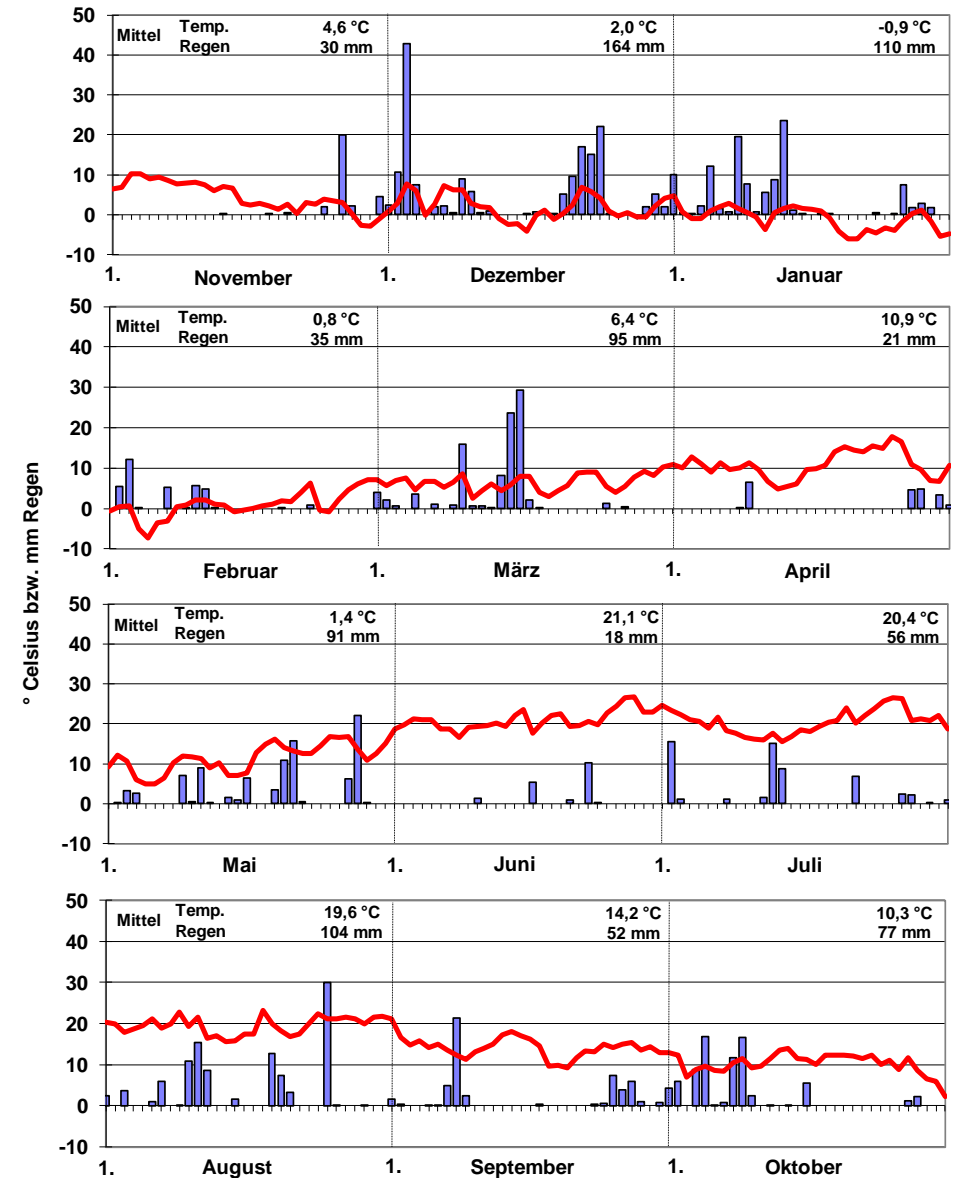 ° Celsius bzw. mm Regen
50
40
30
20
10
0
-10
Mittel Temp. 4,6 °C 2,0 °C -0,9 °C
Regen 30 mm 164 mm 110 mm
1. November 1. Dezember 1. Januar
50
40
30
20
10
0
-10
Mittel Temp. 0,8 °C 6,4 °C 10,9 °C
Regen 35 mm 95 mm 21 mm
1. Februar 1. März 1. April
50
40
30
20
10
0
-10
Mittel Temp. 1,4 °C 21,1 °C 20,4 °C
Regen 91 mm 18 mm 56 mm
1. Mai 1. Juni 1. Juli
50
40
30
20
10
0
-10
Mittel Temp. 19,6 °C 14,2 °C 10,3 °C
Regen 104 mm 52 mm 77 mm
1. August 1. September 1. Oktober